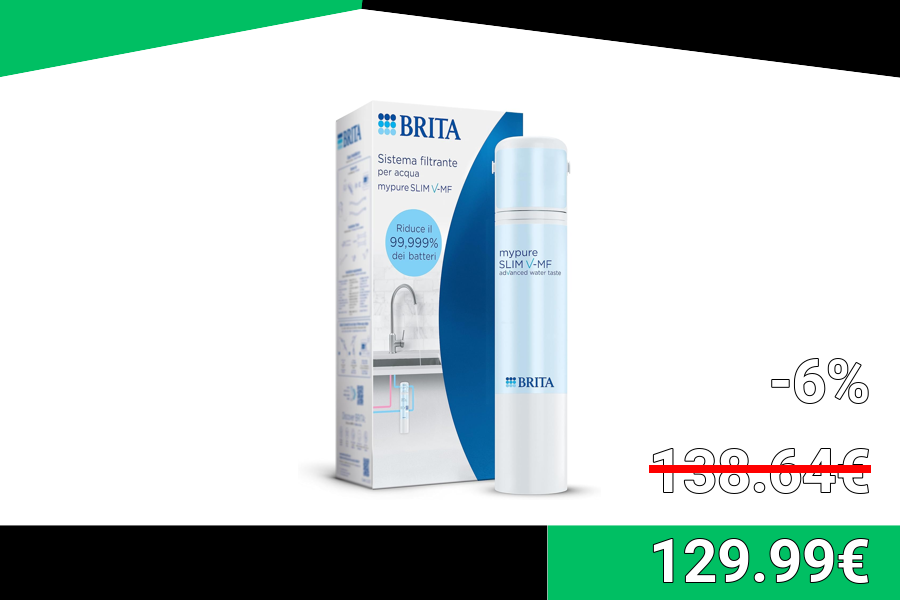 BRITA
Sistema filtrante
per acqua
mypure SLIM V-MF
Riduce il
99,999%
dei batteri
mypure
SLIM V-MF
advanced water taste
BRITA
BRITA
-6%
138.64€
129.99€